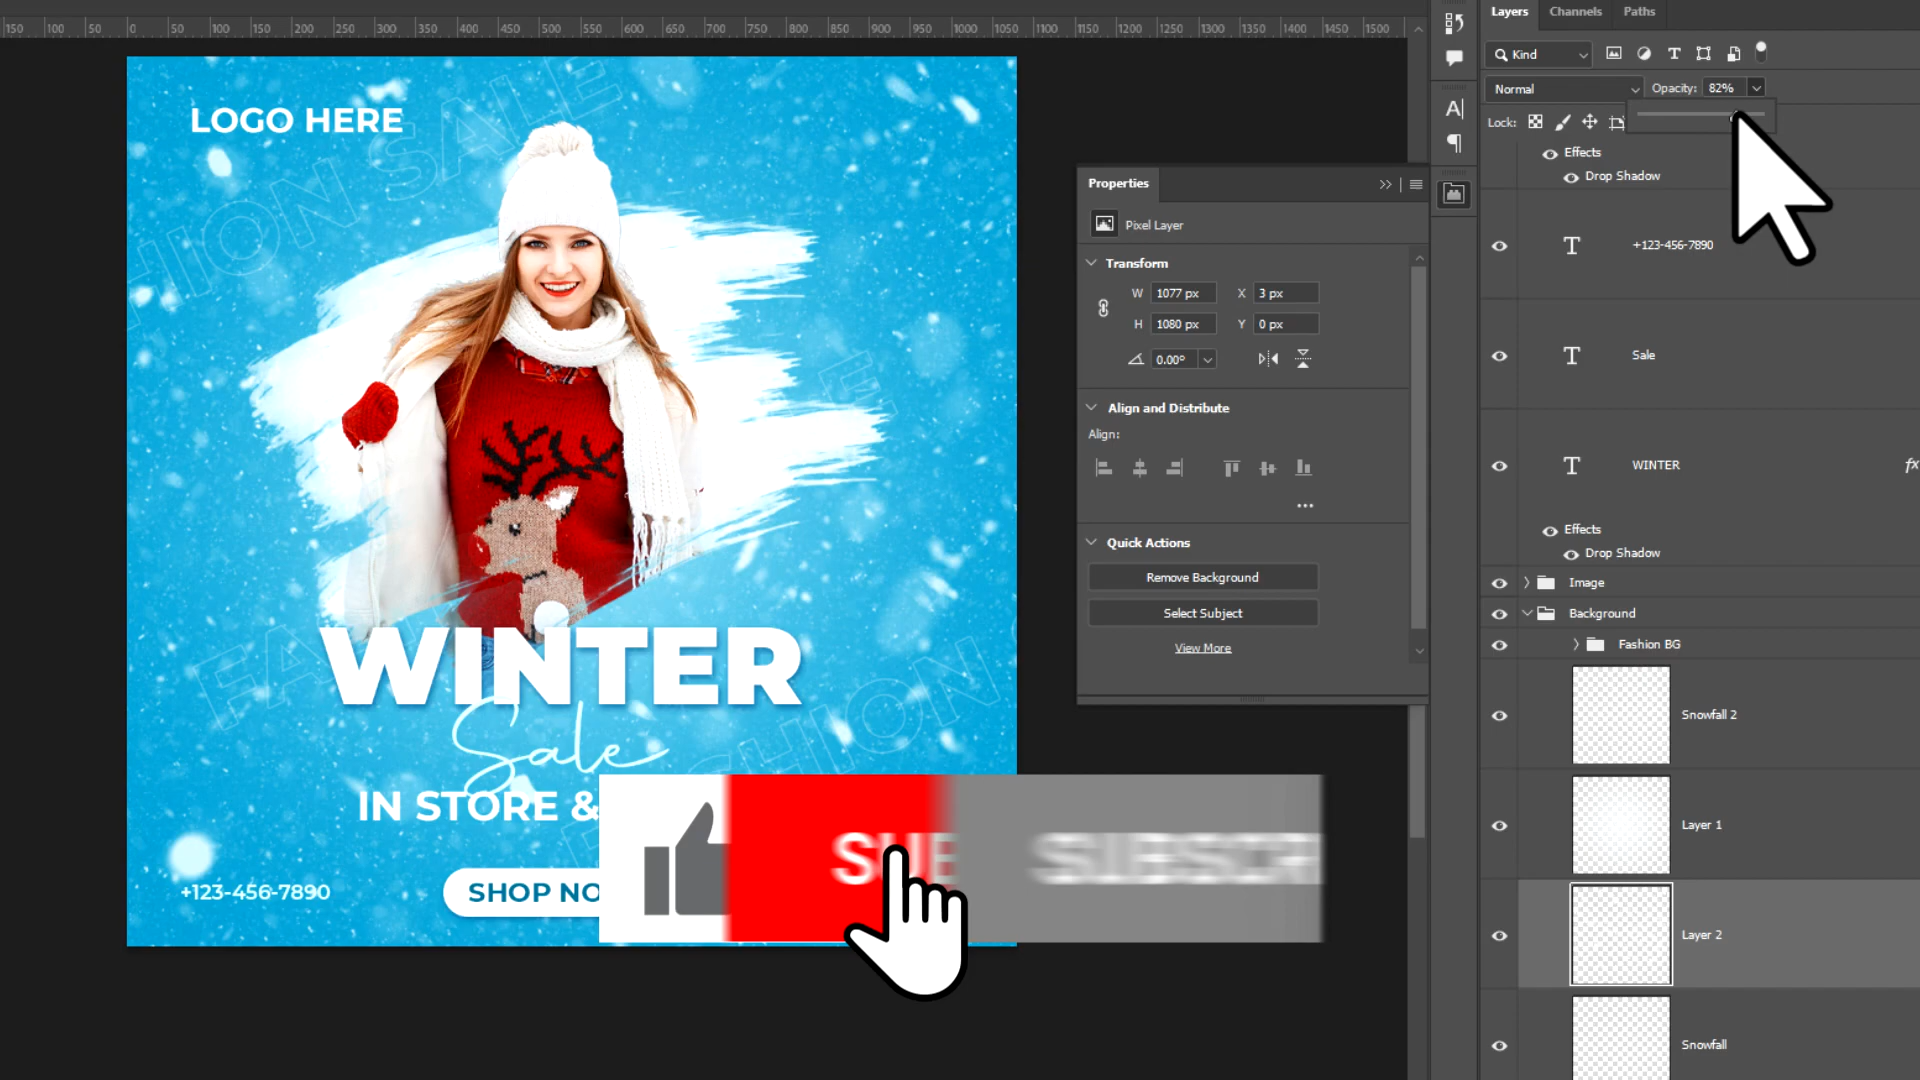 150 100 50 0 50 100 150 200 250 300 350 400 450 500 550 600 650 700 750 800 850 900 950 1000 1050 1100 1150 1200 1250 1300 1350 1400 1450 1500
Layers Channels Paths
Kind
Normal Opacity: 82%
Lock:
Effects
Drop Shadow
+123-456-7890
Sale
WINTER fx
Effects
Drop Shadow
Image
Background
Fashion BG
Snowfall 2
Layer 1
Layer 2
Snowfall
Properties
Pixel Layer
Transform
W 1077 px X 3 px
H 1080 px Y 0 px
0.00°
Align and Distribute
Align:
Quick Actions
Remove Background
Select Subject
View More
LOGO HERE
FASHION SALE
WINTER
Sale
IN STORE &
+123-456-7890
SHOP NO